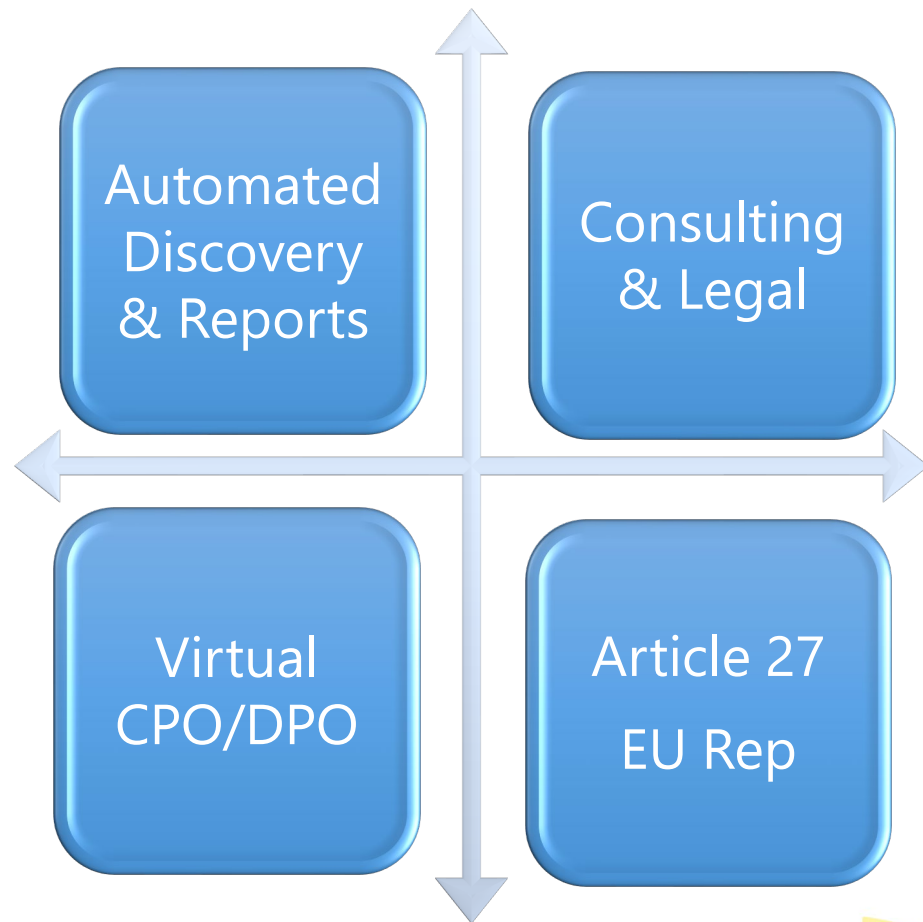 Automated
Discovery
& Reports
Consulting
& Legal
Virtual
CPO/DPO
Article 27
EU Rep